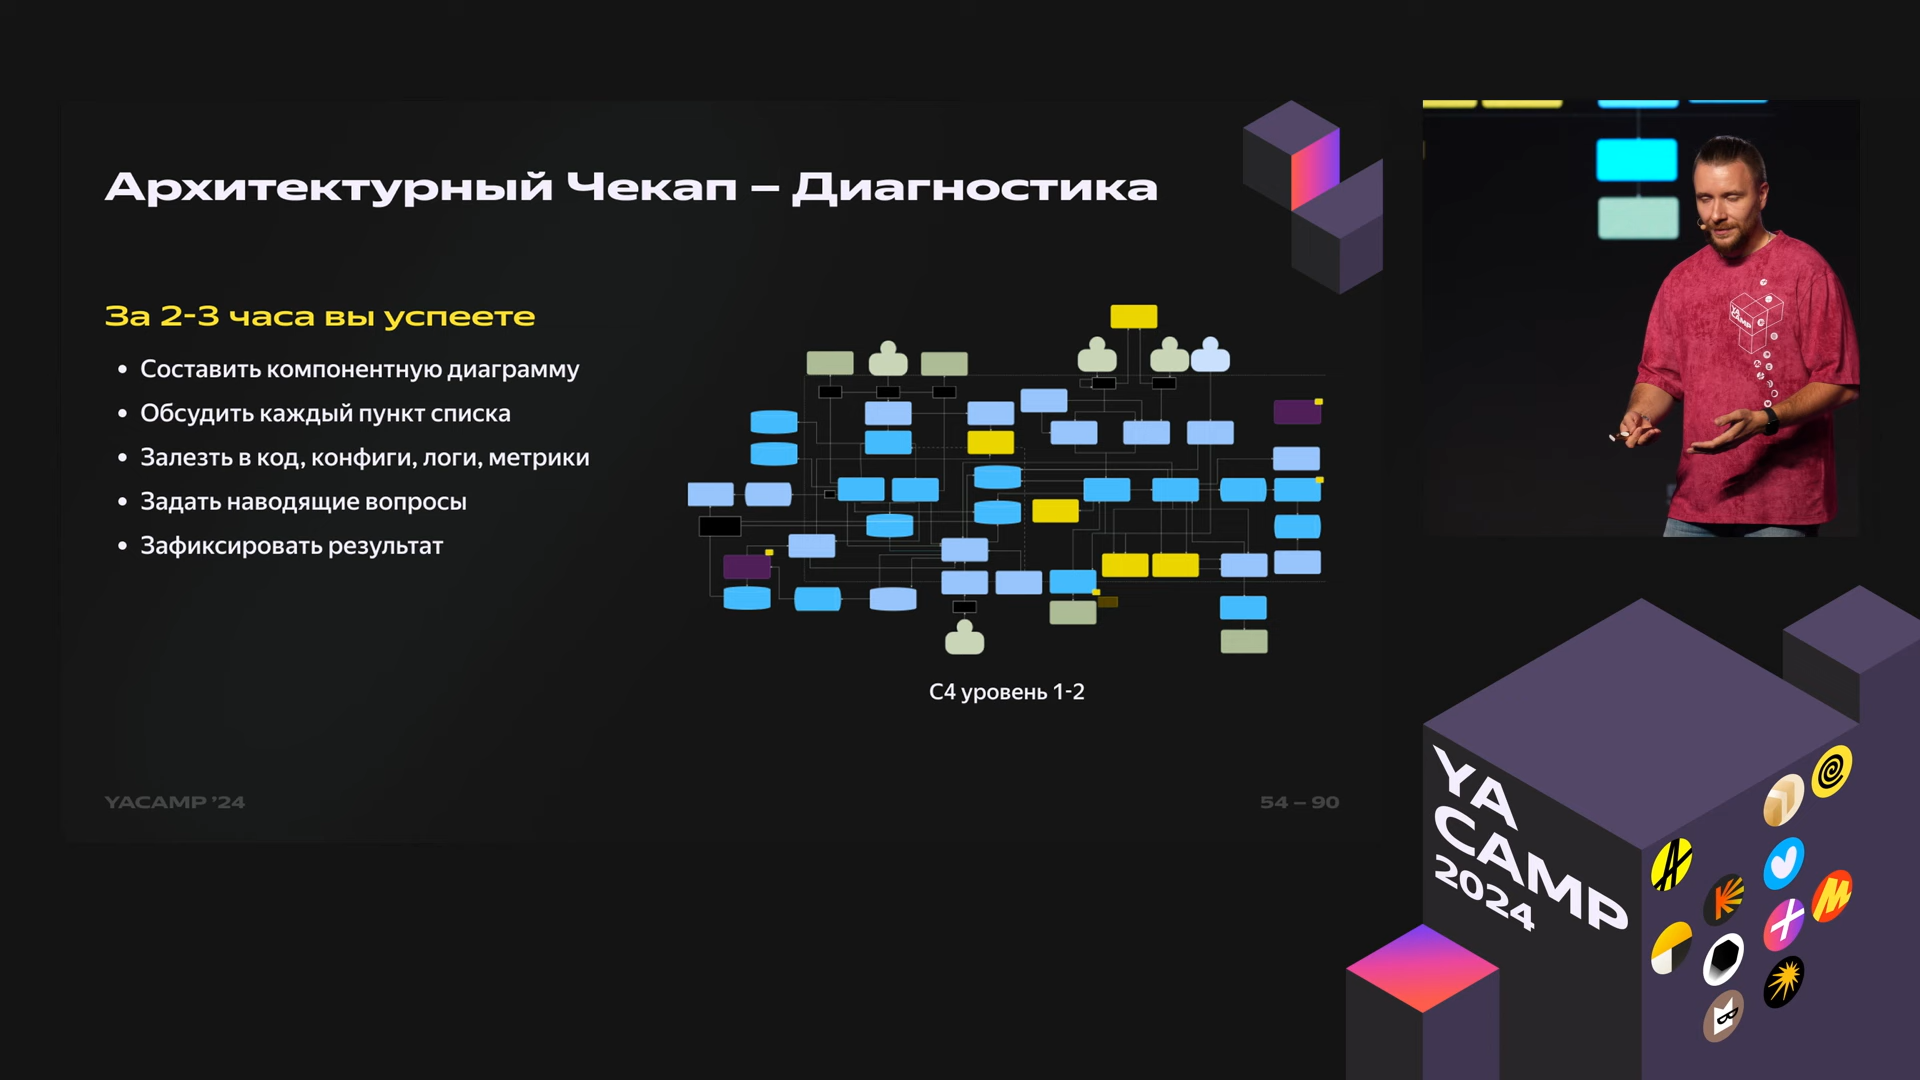 Архитектурный Чекап – Диагностика
За 2-3 часа вы успеете
• Составить компонентную диаграмму
• Обсудить каждый пункт списка
• Залезть в код, конфиги, логи, метрики
• Задать наводящие вопросы
• Зафиксировать результат
С4 уровень 1-2
YACAMP ’24
54 – 90
YA
CAMP
2024